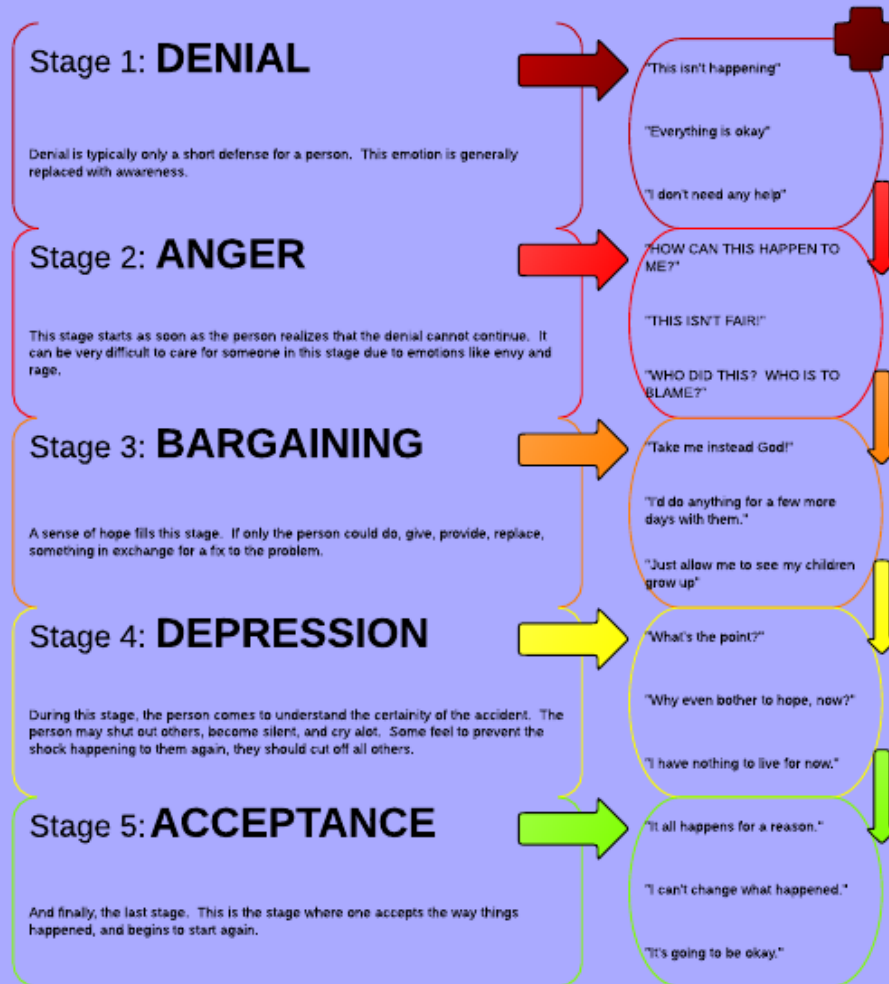 Stage 1: DENIAL
"This isn't happening"
"Everything is okay"
Denial is typically only a short defense for a person.  This emotion is generally
replaced with awareness.
"I don't need any help"
Stage 2: ANGER
"HOW CAN THIS HAPPEN TO
ME?"
"THIS ISN'T FAIR!"
This stage starts as soon as the person realizes that the denial cannot continue.  It
can be very difficult to care for someone in this stage due to emotions like envy and
rage.
"WHO DID THIS?  WHO IS TO
BLAME?"
Stage 3: BARGAINING
"Take me instead God!"
"I'd do anything for a few more
days with them."
A sense of hope fills this stage.  If only the person could do, give, provide, replace,
something in exchange for a fix to the problem.
"Just allow me to see my children
grow up"
Stage 4: DEPRESSION
"What's the point?"
"Why even bother to hope, now?"
During this stage, the person comes to understand the certainity of the accident.  The
person may shut out others, become silent, and cry alot.  Some feel to prevent the
shock happening to them again, they should cut off all others.
"I have nothing to live for now."
Stage 5: ACCEPTANCE
"It all happens for a reason."
"I can't change what happened."
And finally, the last stage.  This is the stage where one accepts the way things
happened, and begins to start again.
"It's going to be okay."